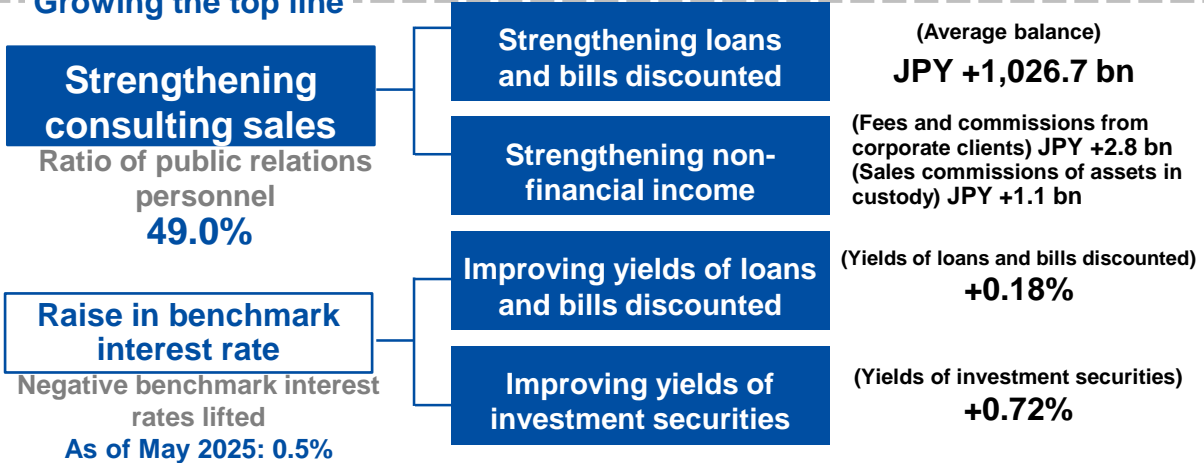 Growing the top line
Strengthening
consulting sales
Ratio of public relations
personnel
49.0%
Strengthening loans
and bills discounted
(Average balance)
JPY +1,026.7 bn
Strengthening non-
financial income
(Fees and commissions from
corporate clients) JPY +2.8 bn
(Sales commissions of assets in
custody) JPY +1.1 bn
Raise in benchmark
interest rate
Negative benchmark interest
rates lifted
As of May 2025: 0.5%
Improving yields of loans
and bills discounted
(Yields of loans and bills discounted)
+0.18%
Improving yields of
investment securities
(Yields of investment securities)
+0.72%